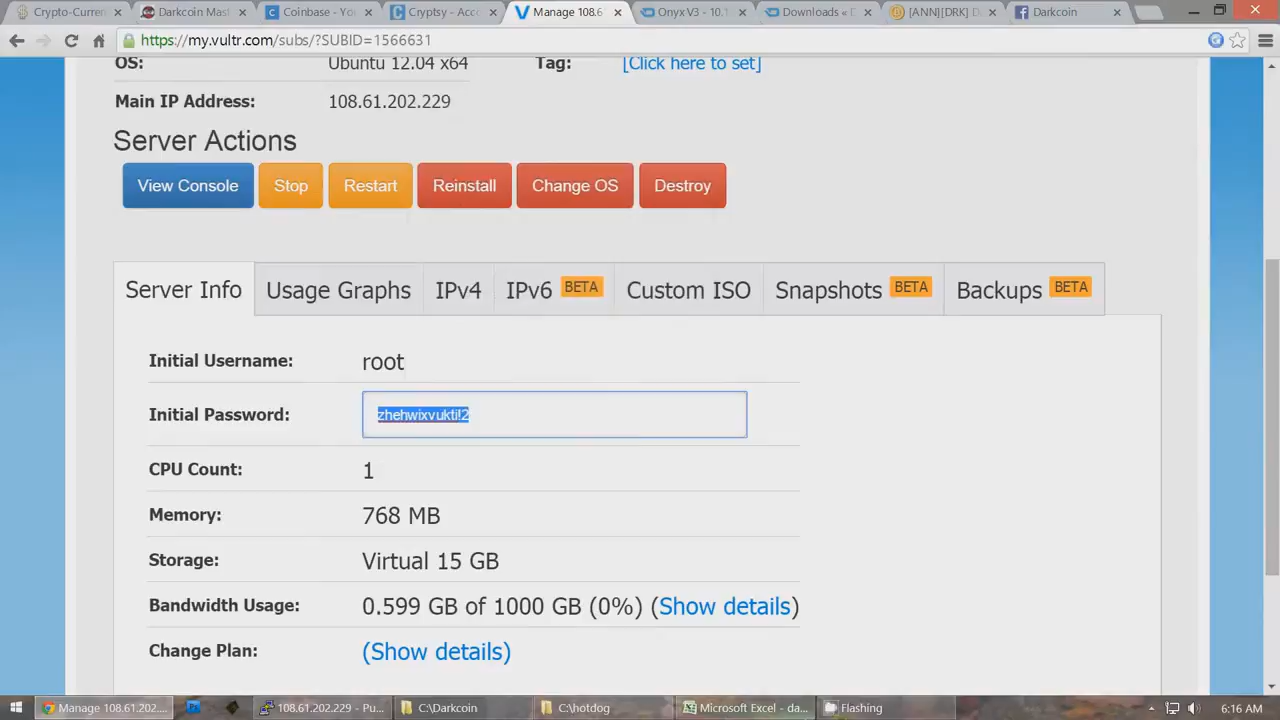 Crypto-Curren
Darkcoin Mast
Coinbase - Yo
Cryptsy - Acco
Manage 108.6
Onyx V3 - 10.1
Downloads
[ANN][DRK] D
Darkcoin
https://my.vultr.com/subs/?SUBID=1566631
OS: Ubuntu 12.04 x64 Tag: [Click here to set]
Main IP Address: 108.61.202.229
Server Actions
View Console Stop Restart Reinstall Change OS Destroy
Server Info Usage Graphs IPv4 IPv6 BETA Custom ISO Snapshots BETA Backups BETA
Initial Username: root
Initial Password: zhehwixvukti!2
CPU Count: 1
Memory: 768 MB
Storage: Virtual 15 GB
Bandwidth Usage: 0.599 GB of 1000 GB (0%) (Show details)
Change Plan: (Show details)
Manage 108.61.202... 108.61.202.229 - Pu... C:\Darkcoin C:\hotdog Microsoft Excel - da... Flashing 6:16 AM